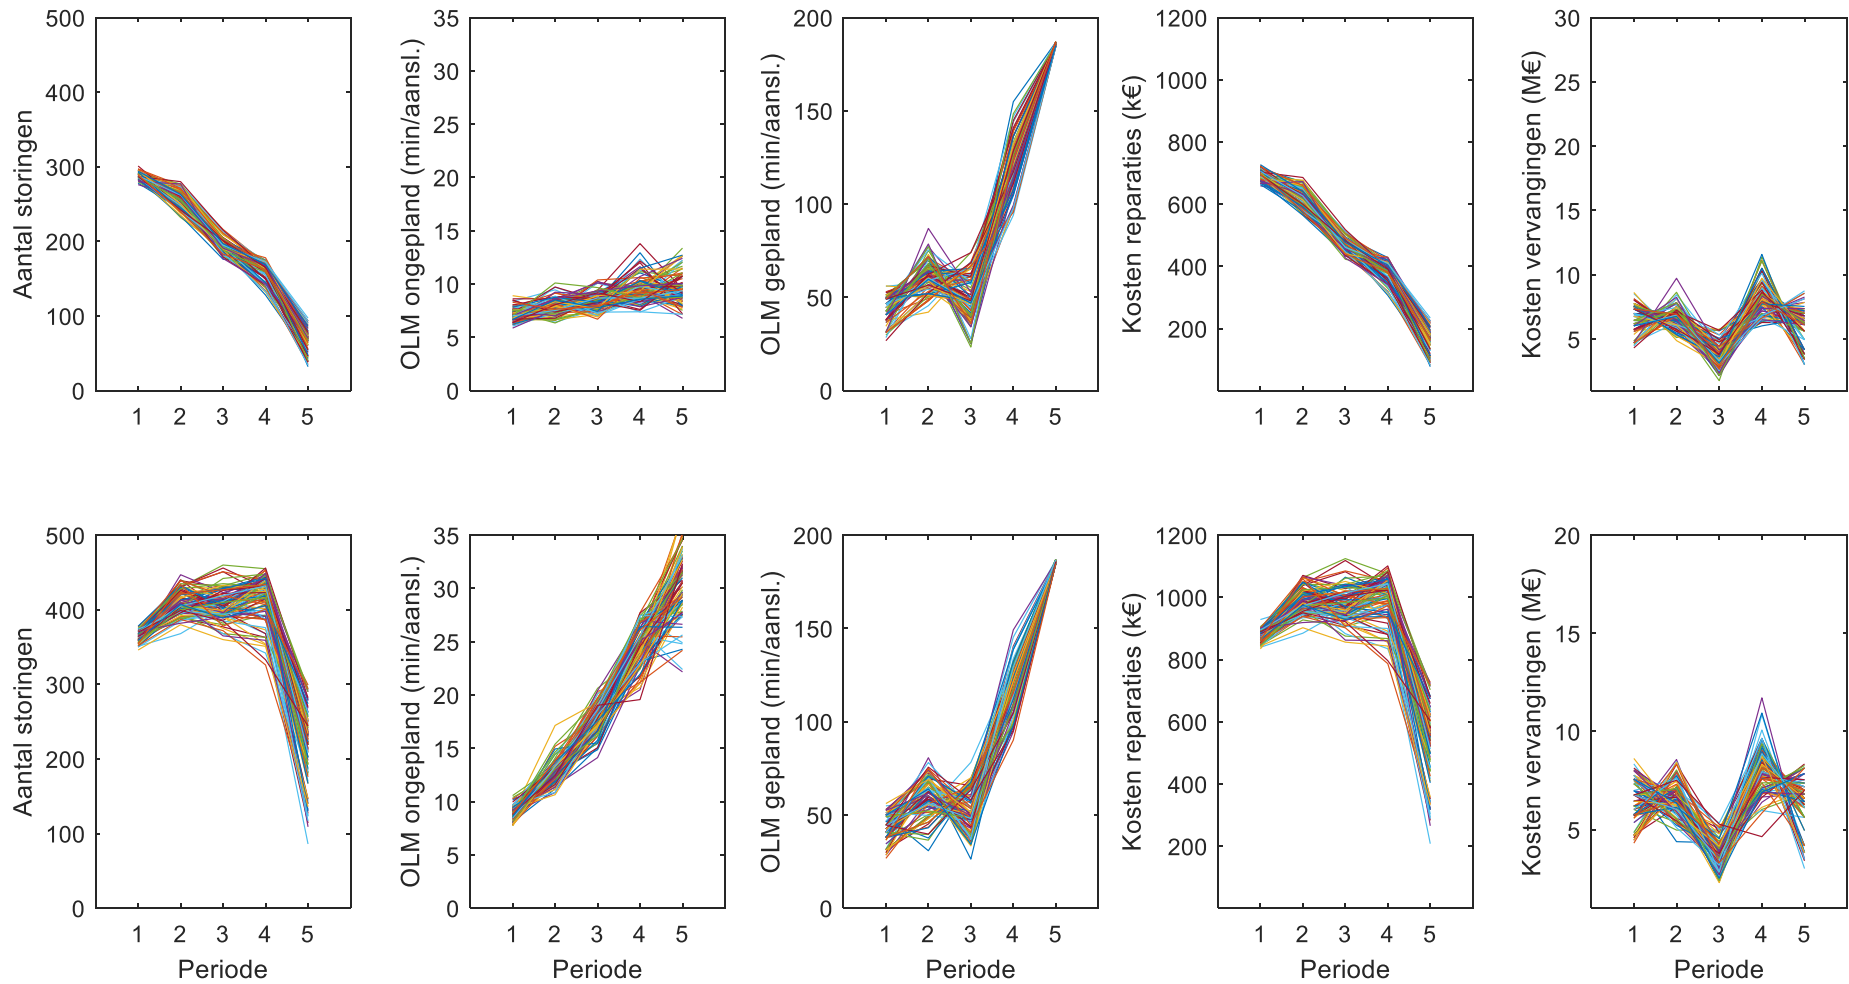 Aantal storingen
500
400
300
200
100
0
1 2 3 4 5
OLM ongepland (min/aansl.)
35
30
25
20
15
10
5
0
1 2 3 4 5
OLM gepland (min/aansl.)
200
150
100
50
0
1 2 3 4 5
Kosten reparaties (k€)
1200
1000
800
600
400
200
1 2 3 4 5
Kosten vervangingen (M€)
30
25
20
15
10
5
1 2 3 4 5
Aantal storingen
500
400
300
200
100
0
1 2 3 4 5
Periode
OLM ongepland (min/aansl.)
35
30
25
20
15
10
5
0
1 2 3 4 5
Periode
OLM gepland (min/aansl.)
200
150
100
50
0
1 2 3 4 5
Periode
Kosten reparaties (k€)
1200
1000
800
600
400
200
1 2 3 4 5
Periode
Kosten vervangingen (M€)
20
15
10
5
1 2 3 4 5
Periode